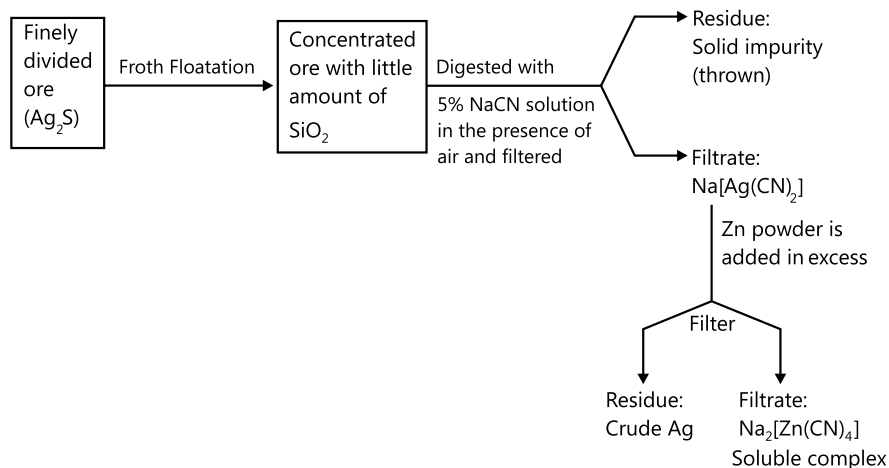 Finely
divided
ore
(Ag₂S)
Froth Floatation
Concentrated
ore with little
amount of
SiO₂
Digested with
5% NaCN solution
in the presence of
air and filtered
Residue:
Solid impurity
(thrown)
Filtrate:
Na[Ag(CN)₂]
Zn powder is
added in excess
Filter
Residue:
Crude Ag
Filtrate:
Na₂[Zn(CN)₄]
Soluble complex